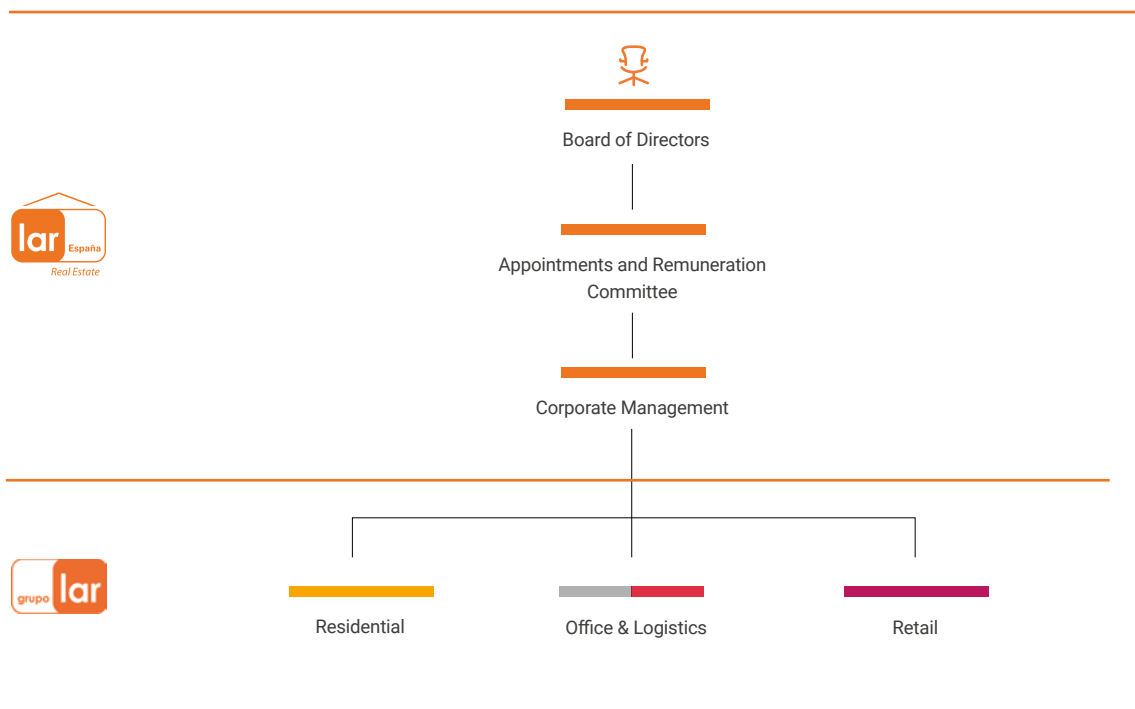 Board of Directors
lar España
Real Estate
Appointments and Remuneration
Committee
Corporate Management
grupo lar
Residential
Office & Logistics
Retail